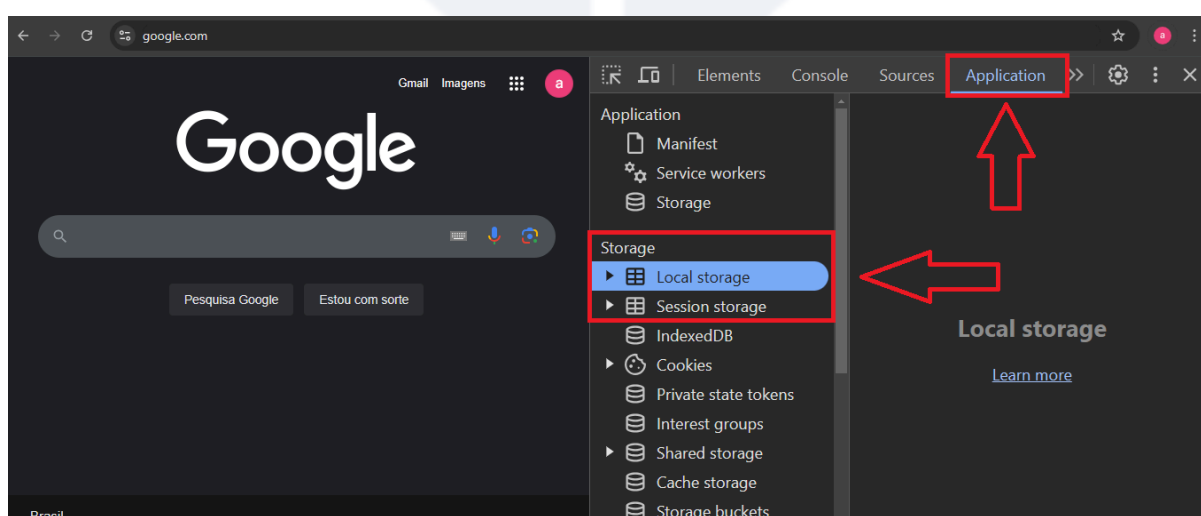 google.com
a
Gmail Imagens
a
Google
Pesquisa Google Estou com sorte
Brasil
Elements Console Sources Application
Application
Manifest
Service workers
Storage
Storage
Local storage
Session storage
IndexedDB
Cookies
Private state tokens
Interest groups
Shared storage
Cache storage
Storage buckets
Local storage
Learn more